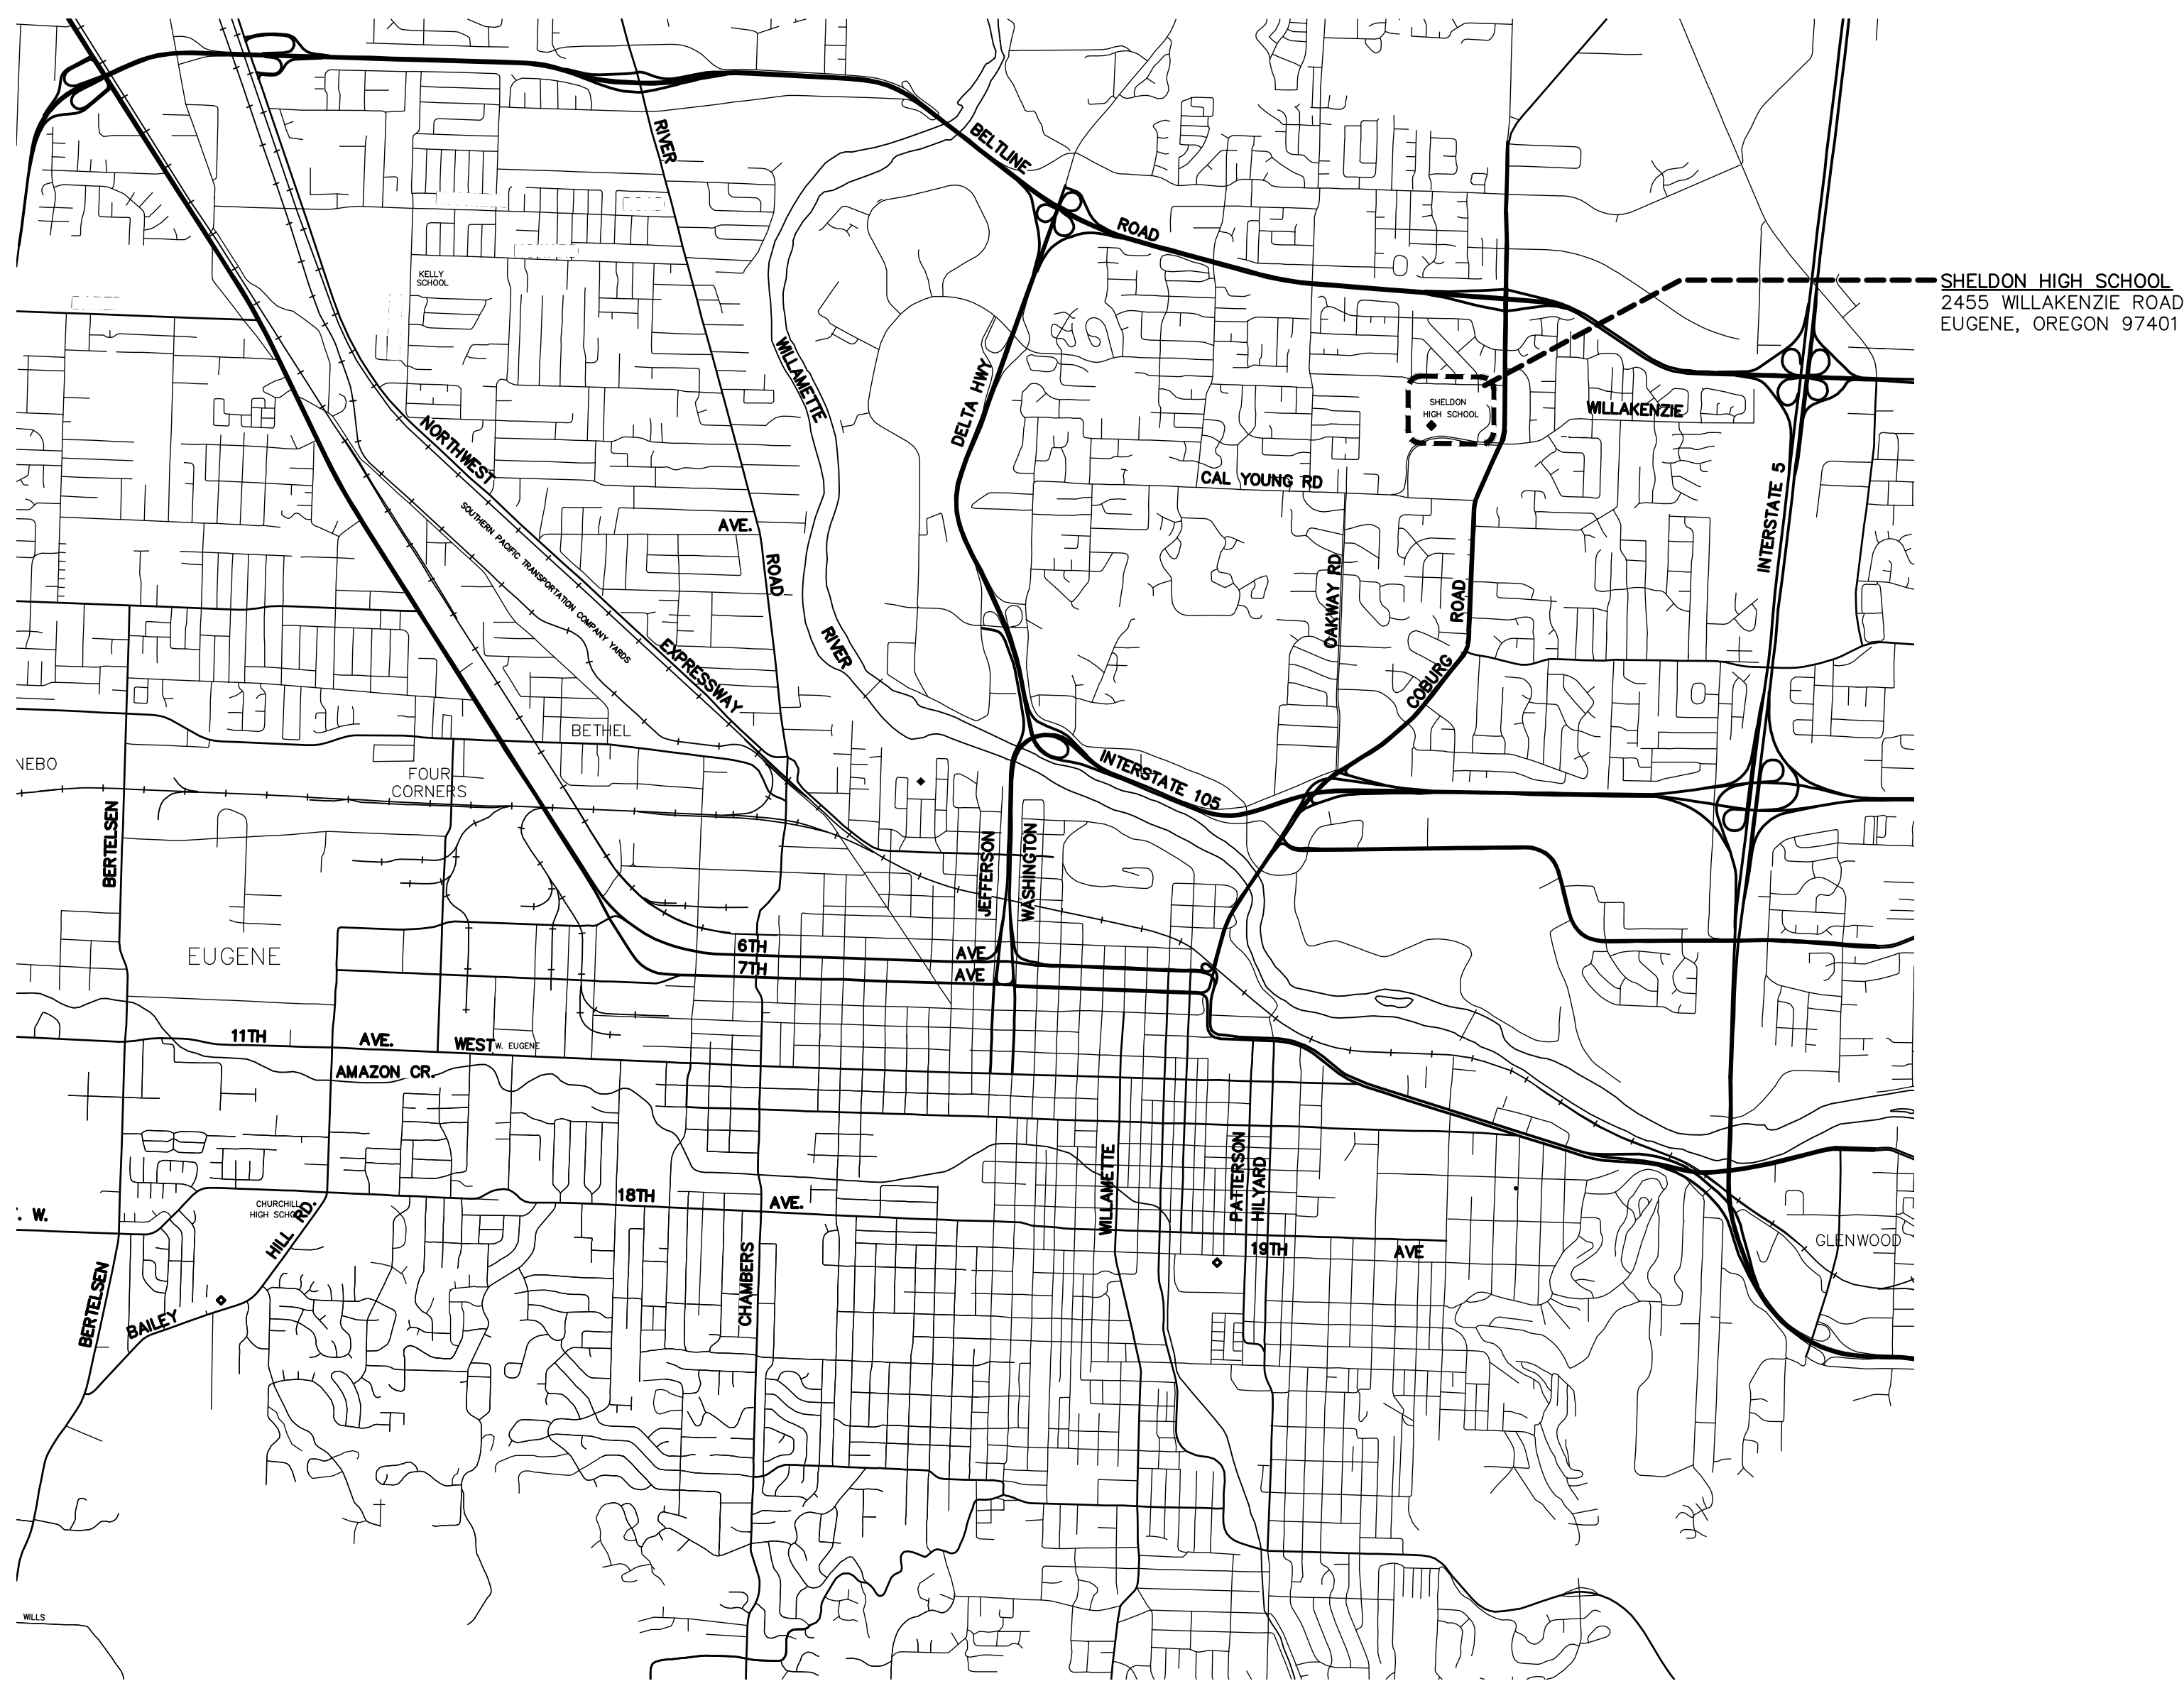 RIVER
BELTLINE
ROAD
KELLY
SCHOOL
SHELDON HIGH SCHOOL
2455 WILLAKENZIE ROAD
EUGENE, OREGON 97401
WILLAMETTE
DELTA HWY
SHELDON
HIGH SCHOOL
WILLAKENZIE
NORTHWEST
CAL YOUNG RD
INTERSTATE 5
SOUTHERN PACIFIC TRANSPORTATION COMPANY YARDS
AVE.
ROAD
OAKWAY RD
ROAD
RIVER
EXPRESSWAY
COBURG
BETHEL
NEBO
FOUR
CORNERS
INTERSTATE 105
BERTELSEN
JEFFERSON
WASHINGTON
EUGENE
6TH
AVE
7TH
AVE
11TH
AVE.
WEST
W. EUGENE
AMAZON CR.
WILLAMETTE
PATTERSON
HILYARD
18TH
AVE.
CHURCHILL
HIGH SCHOOL
HILL RD.
. W.
19TH
AVE
GLENWOOD
CHAMBERS
BERTELSEN
BAILEY
WILLS